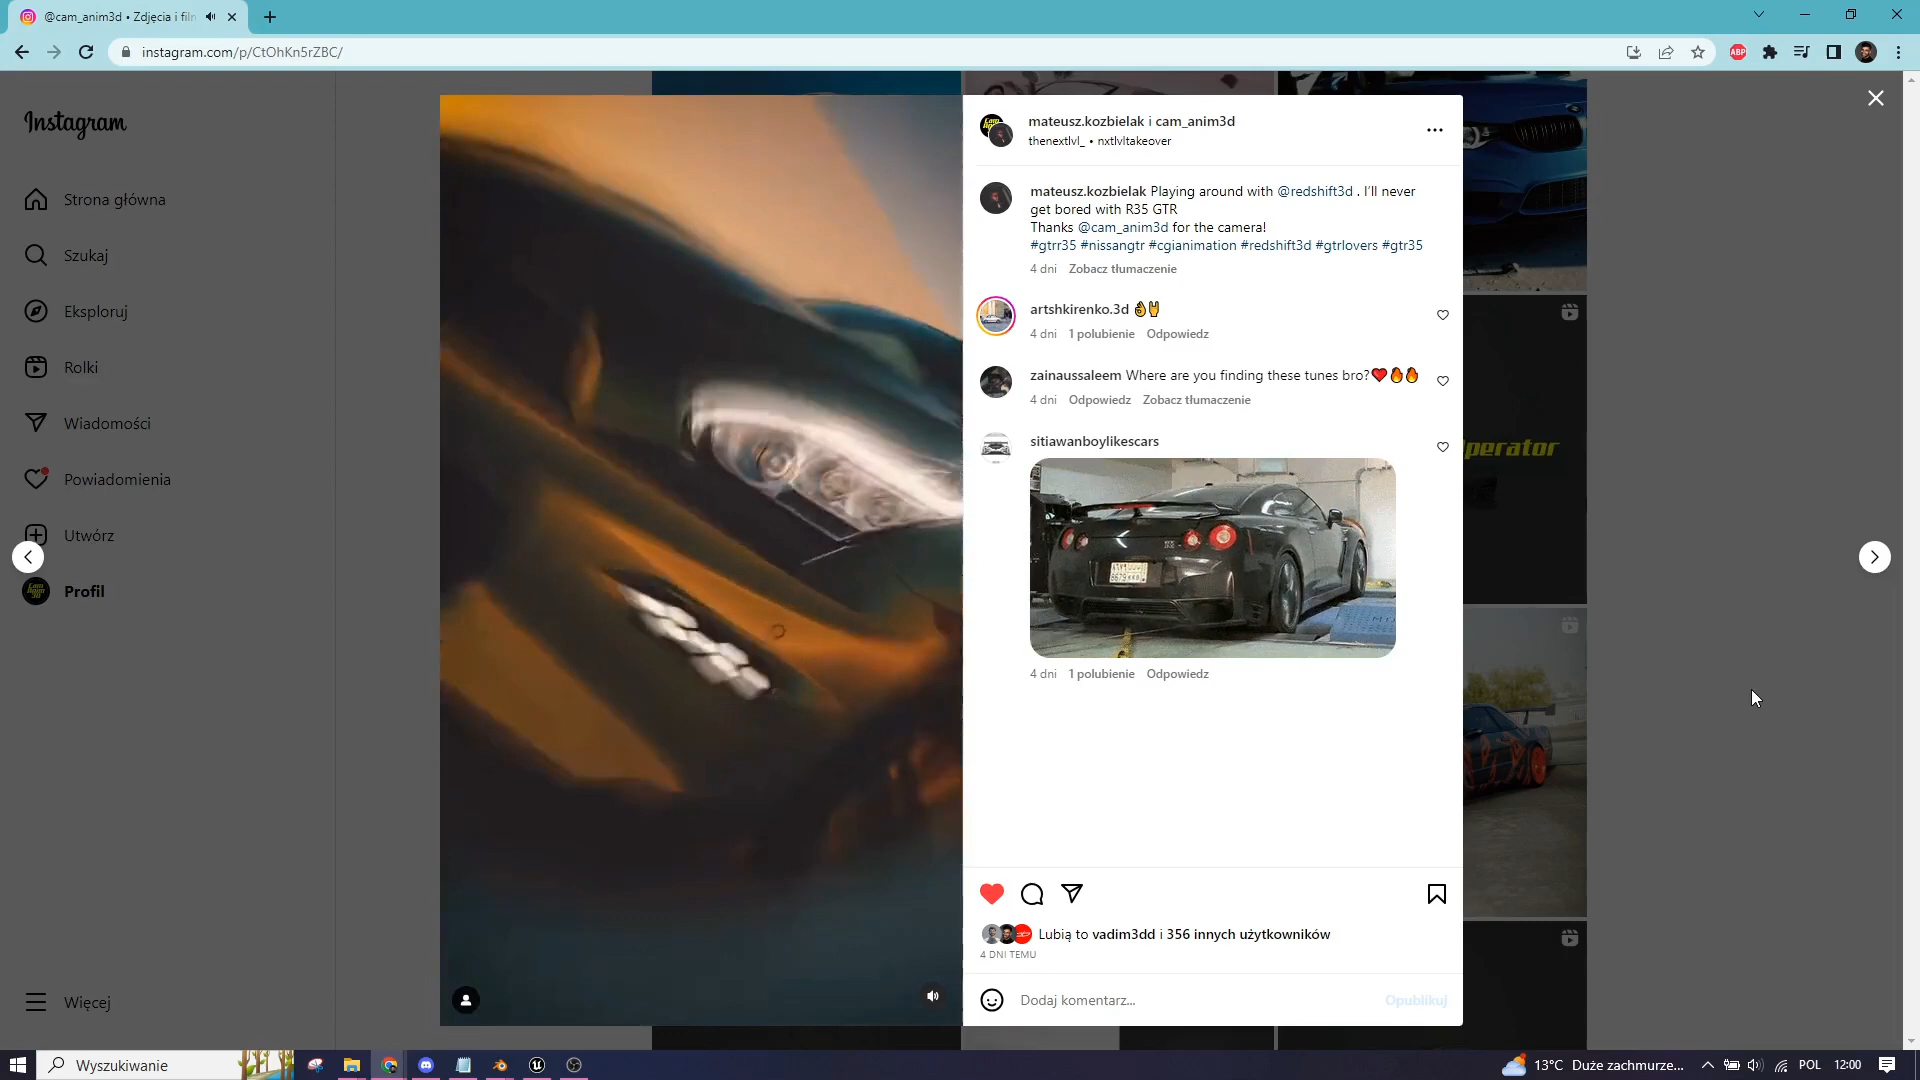 @cam_anim3d • Zdjęcia i film
instagram.com/p/CtOhKn5rZBC/
ABP
Instagram
Strona główna
Szukaj
Eksploruj
Rolki
Wiadomości
Powiadomienia
Utwórz
Profil
Więcej
mateusz.kozbielak i cam_anim3d
thenextlvl_ • nxtlvltakeover
mateusz.kozbielak Playing around with @redshift3d . I'll never
get bored with R35 GTR
Thanks @cam_anim3d for the camera!
#gtrr35 #nissangtr #cgianimation #redshift3d #gtrlovers #gtr35
4 dni Zobacz tłumaczenie
artshkirenko.3d 👌🤘
4 dni 1 polubienie Odpowiedz
zainaussaleem Where are you finding these tunes bro?❤️🔥🔥
4 dni Odpowiedz Zobacz tłumaczenie
sitiawanboylikescars
4 dni 1 polubienie Odpowiedz
perator
Lubią to vadim3dd i 356 innych użytkowników
4 DNI TEMU
Dodaj komentarz...
Opublikuj
Wyszukiwanie
13°C Duże zachmurze...
POL
12:00